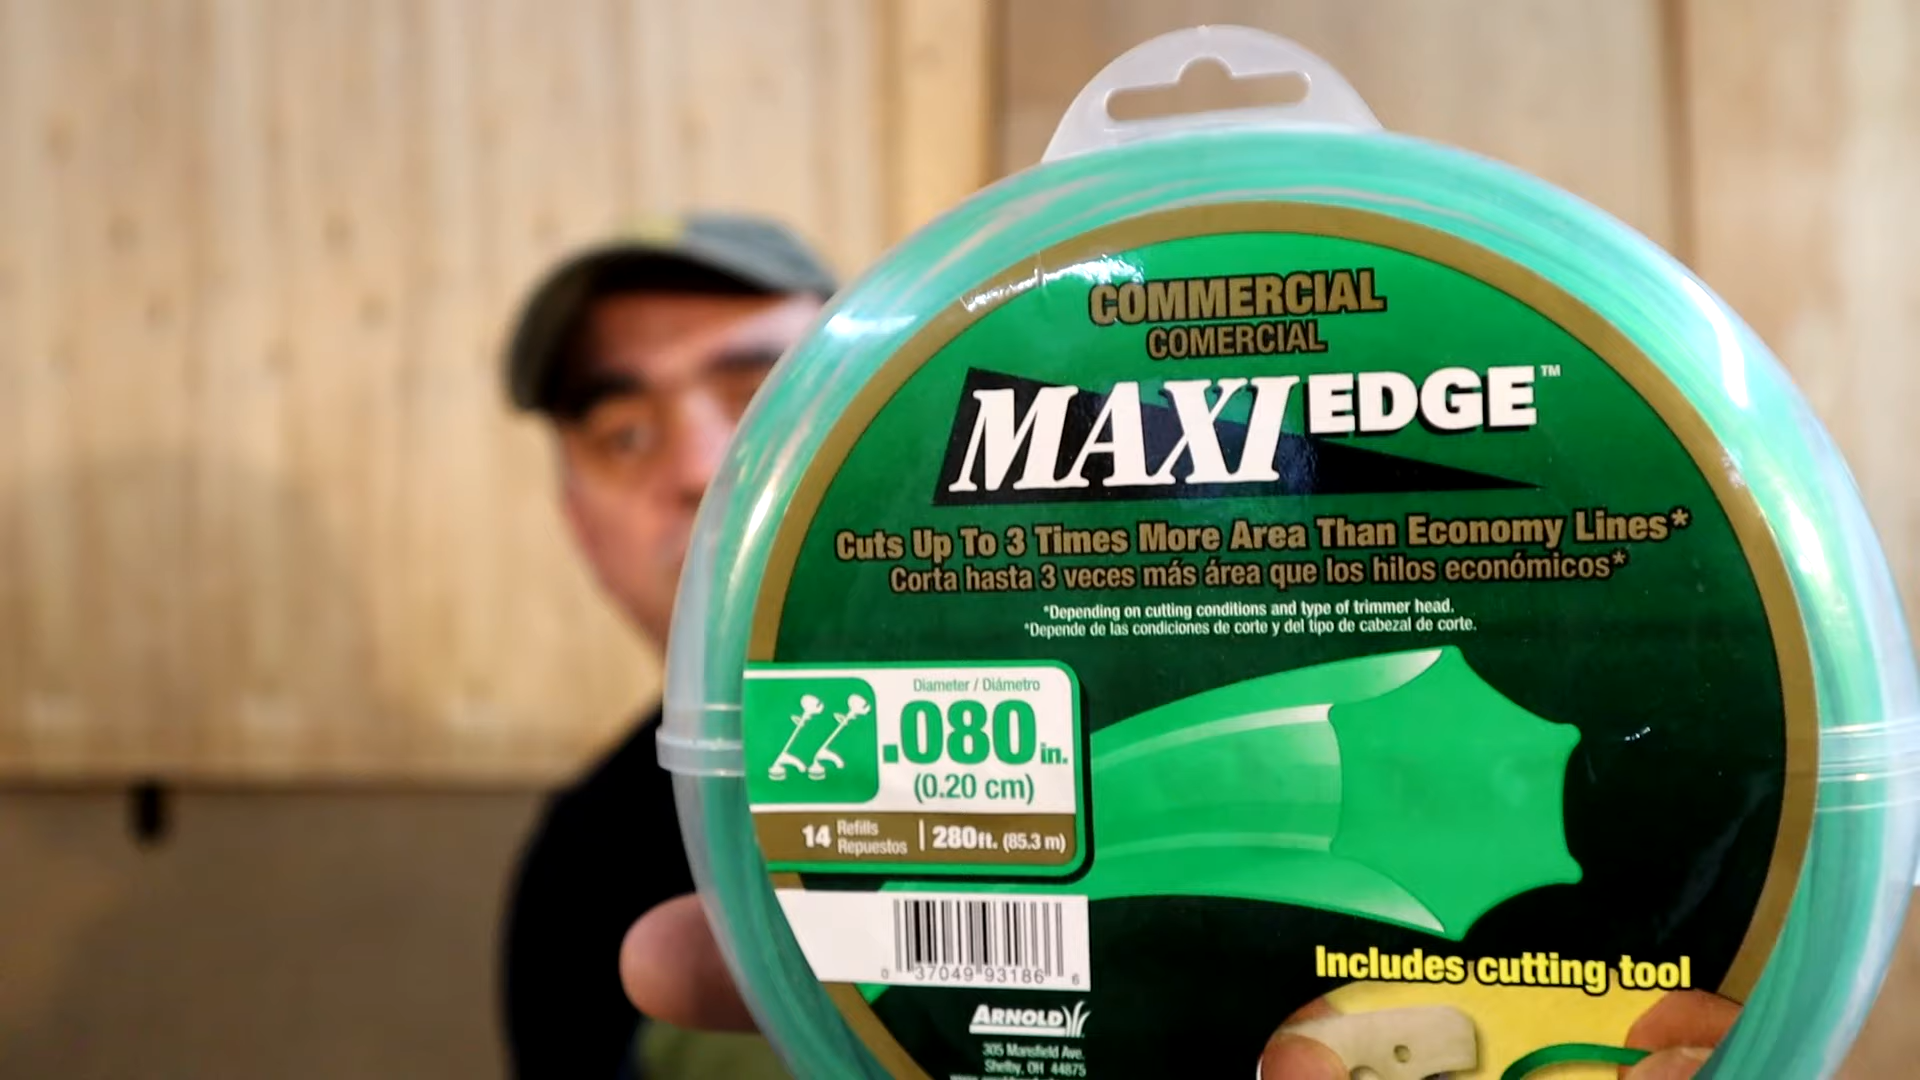 COMMERCIAL
COMERCIAL
MAXI EDGE™
Cuts Up To 3 Times More Area Than Economy Lines*
Corta hasta 3 veces más área que los hilos económicos*
*Depending on cutting conditions and type of trimmer head.
*Depende de las condiciones de corte y del tipo de cabezal de corte.
Diameter / Diámetro
.080 in.
(0.20 cm)
14 Refills
Repuestos
280ft. (85.3 m)
0 37049 93186 6
Includes cutting tool
ARNOLD
305 Mansfield Ave.
Shelby, OH 44875